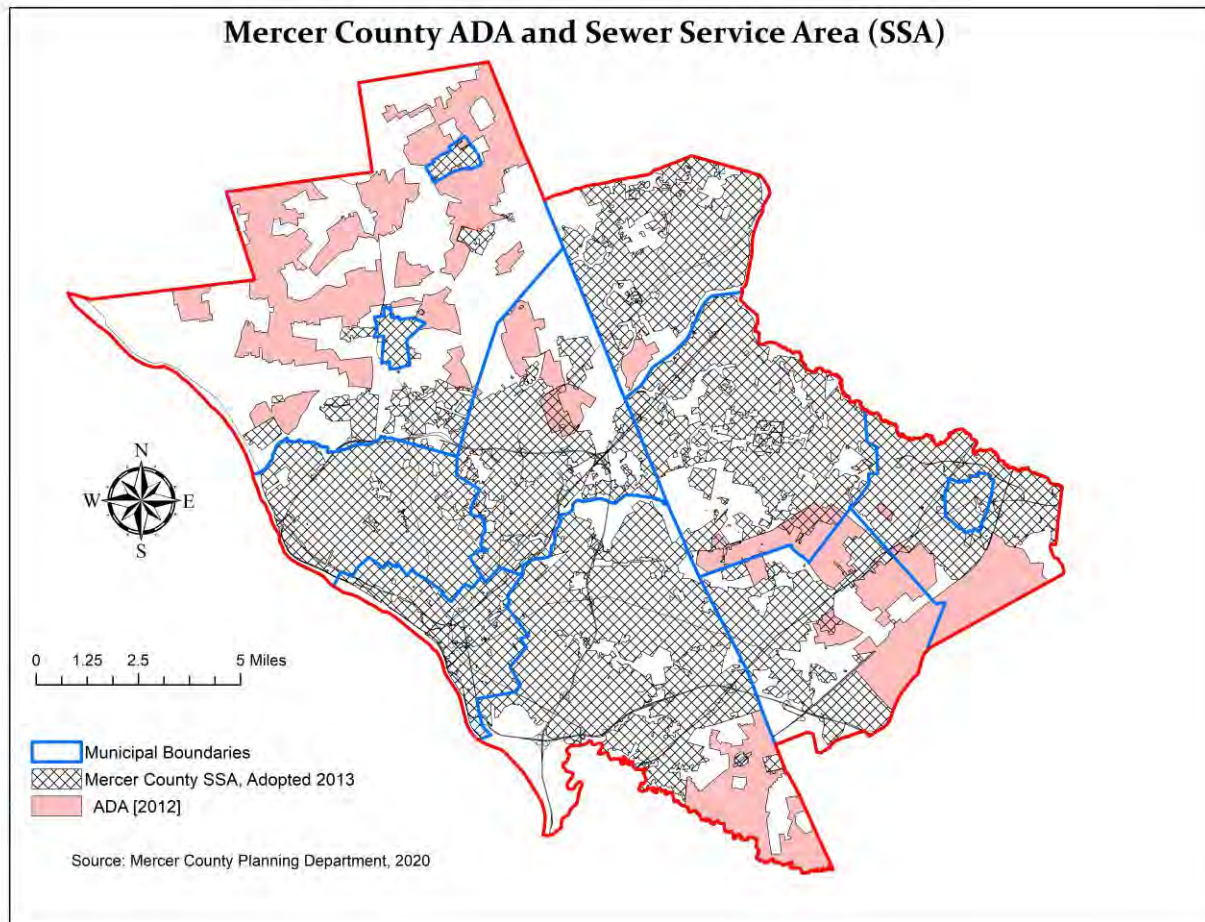 Mercer County ADA and Sewer Service Area (SSA)
N
W E
S
0 1.25 2.5 5 Miles
Municipal Boundaries
Mercer County SSA, Adopted 2013
ADA [2012]
Source: Mercer County Planning Department, 2020